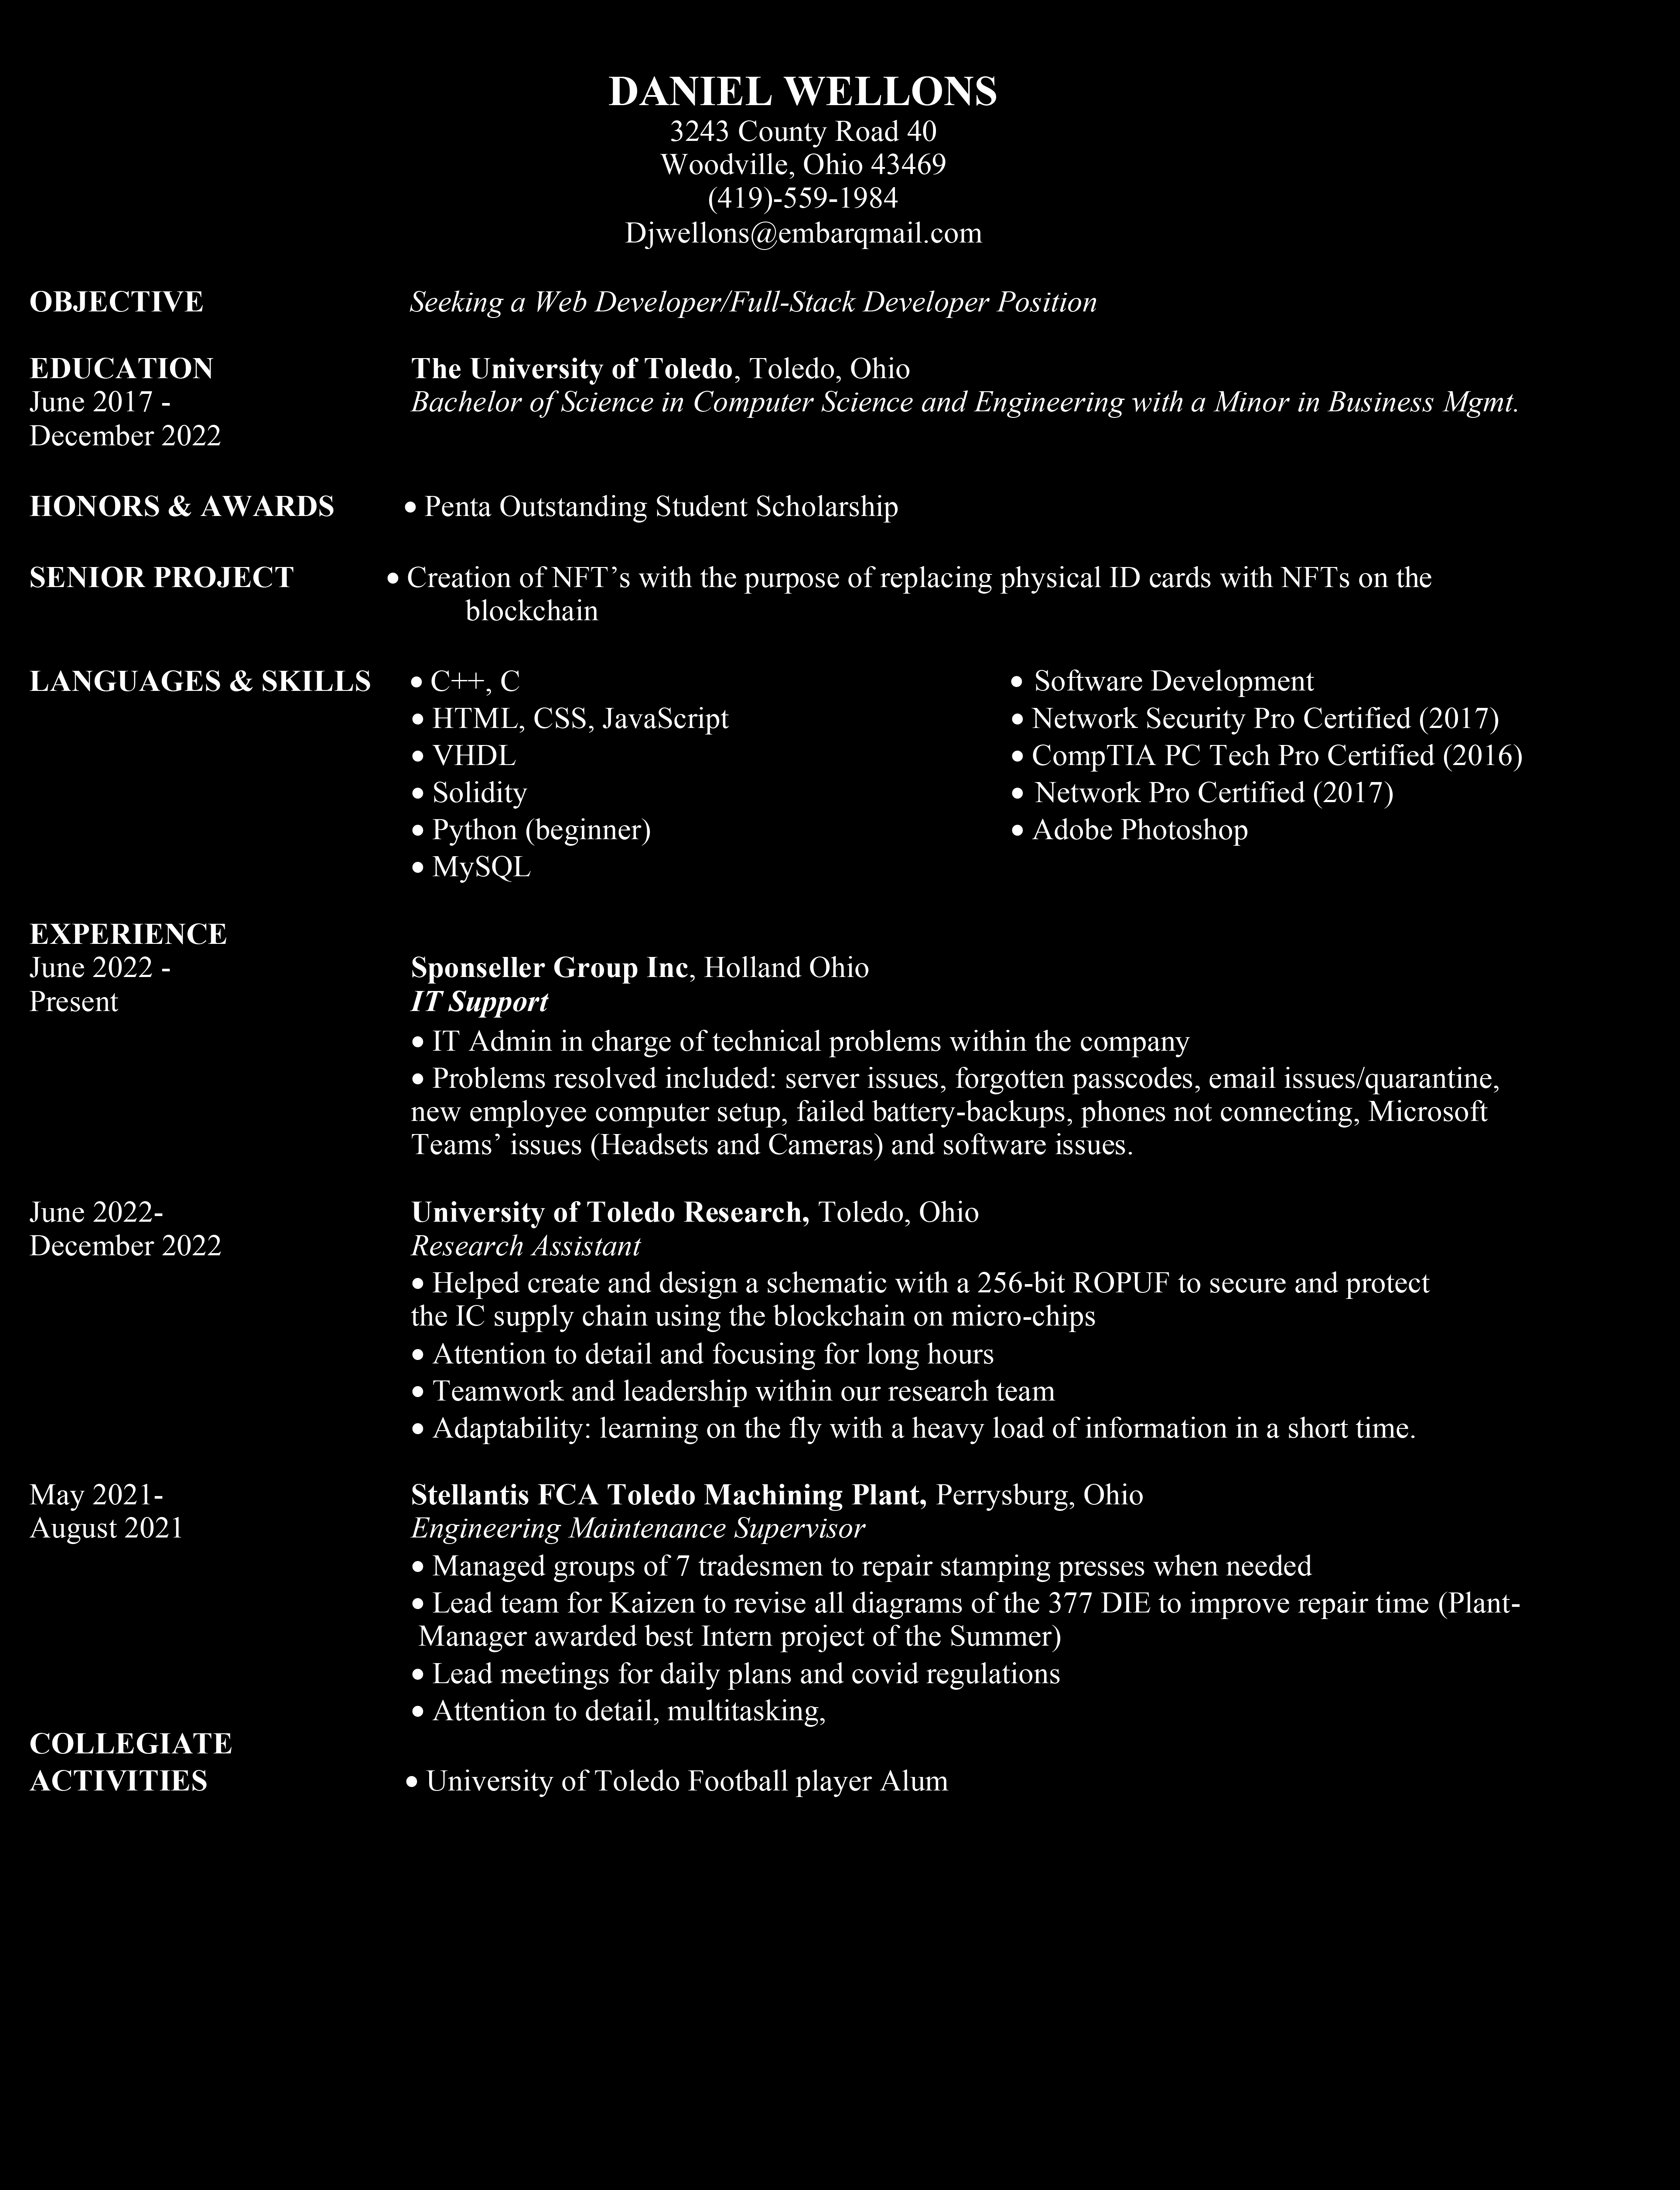 DANIEL WELLONS
3243 County Road 40
Woodville, Ohio 43469
(419)-559-1984
Djwellons@embarqmail.com
OBJECTIVE Seeking a Web Developer/Full-Stack Developer Position
EDUCATION The University of Toledo, Toledo, Ohio
June 2017 - Bachelor of Science in Computer Science and Engineering with a Minor in Business Mgmt.
December 2022
HONORS & AWARDS • Penta Outstanding Student Scholarship
SENIOR PROJECT • Creation of NFT’s with the purpose of replacing physical ID cards with NFTs on the
blockchain
LANGUAGES & SKILLS • C++, C • Software Development
• HTML, CSS, JavaScript • Network Security Pro Certified (2017)
• VHDL • CompTIA PC Tech Pro Certified (2016)
• Solidity • Network Pro Certified (2017)
• Python (beginner) • Adobe Photoshop
• MySQL
EXPERIENCE
June 2022 - Sponseller Group Inc, Holland Ohio
Present IT Support
• IT Admin in charge of technical problems within the company
• Problems resolved included: server issues, forgotten passcodes, email issues/quarantine,
new employee computer setup, failed battery-backups, phones not connecting, Microsoft
Teams’ issues (Headsets and Cameras) and software issues.
June 2022- University of Toledo Research, Toledo, Ohio
December 2022 Research Assistant
• Helped create and design a schematic with a 256-bit ROPUF to secure and protect
the IC supply chain using the blockchain on micro-chips
• Attention to detail and focusing for long hours
• Teamwork and leadership within our research team
• Adaptability: learning on the fly with a heavy load of information in a short time.
May 2021- Stellantis FCA Toledo Machining Plant, Perrysburg, Ohio
August 2021 Engineering Maintenance Supervisor
• Managed groups of 7 tradesmen to repair stamping presses when needed
• Lead team for Kaizen to revise all diagrams of the 377 DIE to improve repair time (Plant-
Manager awarded best Intern project of the Summer)
• Lead meetings for daily plans and covid regulations
• Attention to detail, multitasking,
COLLEGIATE
ACTIVITIES • University of Toledo Football player Alum